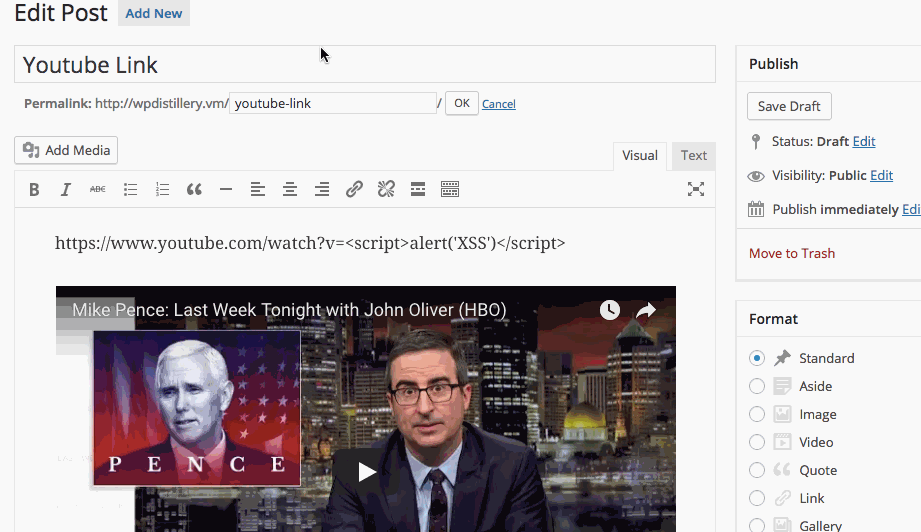 Edit Post Add New
Youtube Link
Permalink: http://wpdistillery.vm/ youtube-link / OK Cancel
Add Media
Visual Text
B I ABC
https://www.youtube.com/watch?v=<script>alert('XSS')</script>
Mike Pence: Last Week Tonight with John Oliver (HBO)
PENCE
Publish
Save Draft
Status: Draft Edit
Visibility: Public Edit
Publish immediately Edi
Move to Trash
Format
Standard
Aside
Image
Video
Quote
Link
Gallery